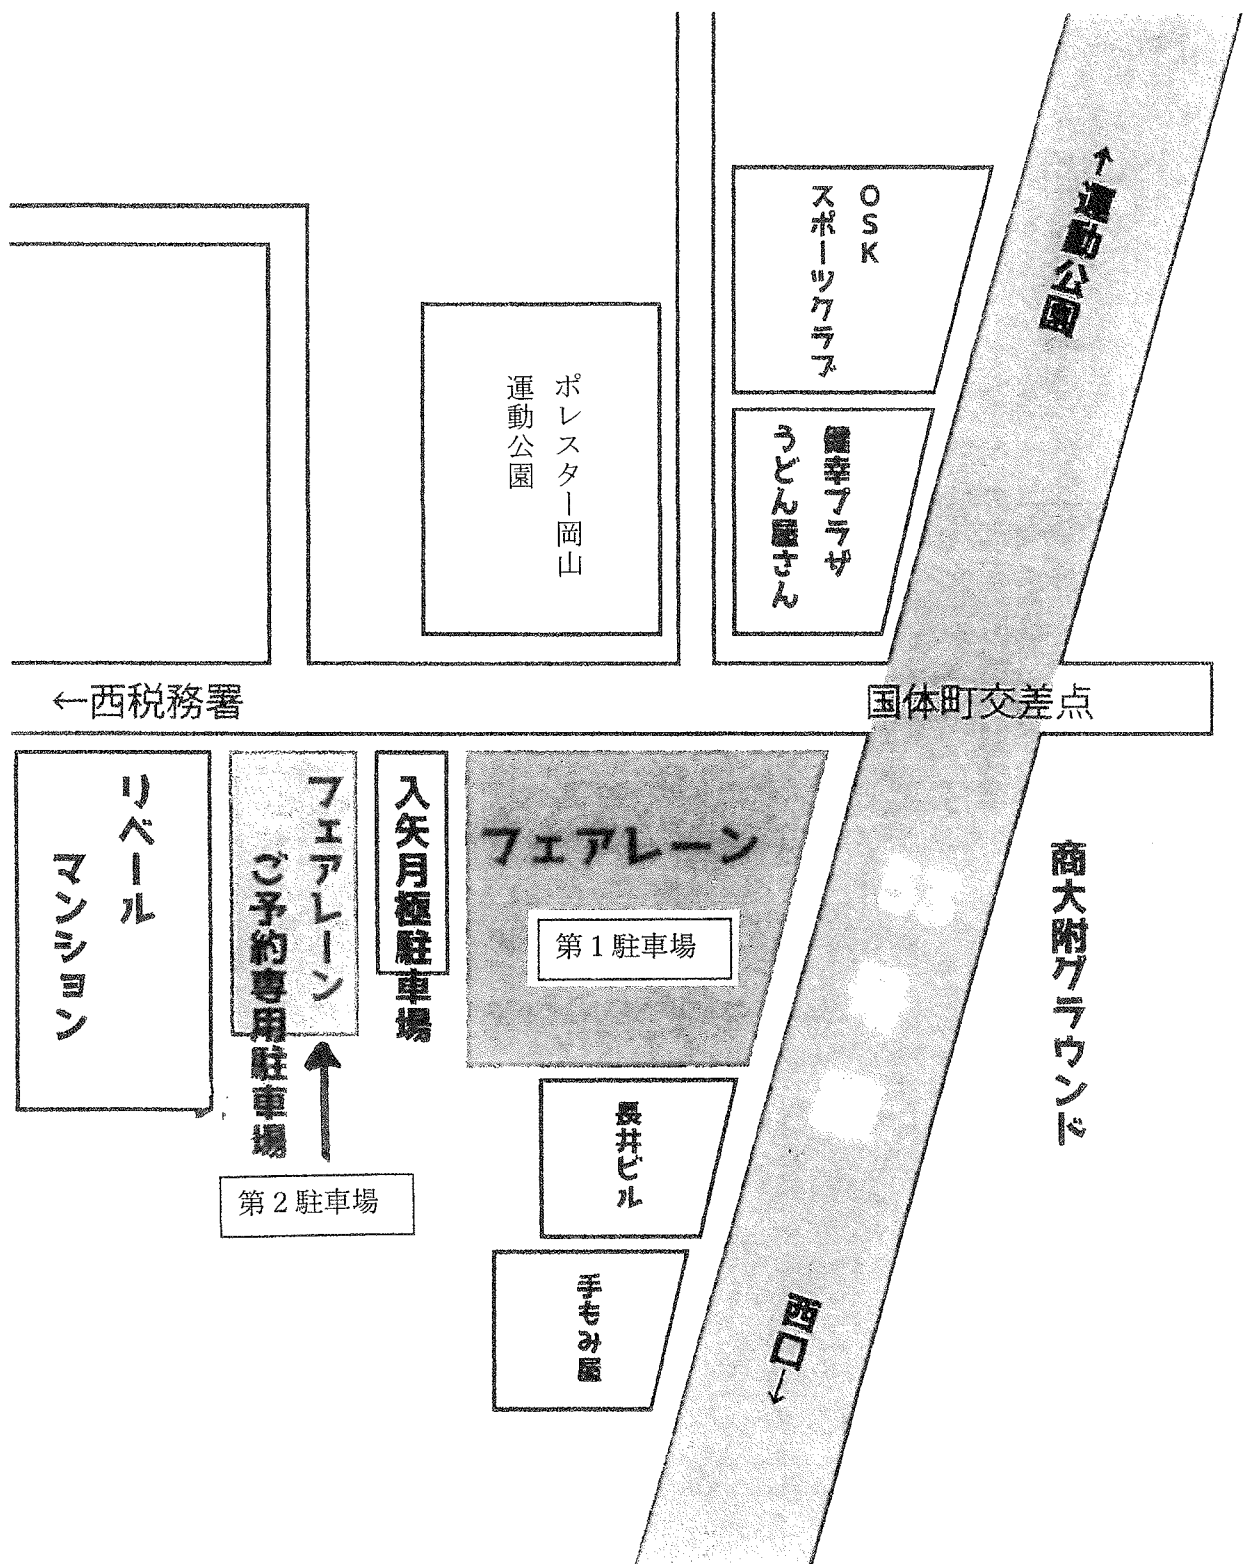 ↑運動公園
OSK
スポーツクラブ
ポレスター岡山
運動公園
健幸プラザ
うどん屋さん
←西税務署
国体町交差点
リベール
マンション
フェアレーン
ご予約専用駐車場
入矢月極駐車場
フェアレーン
第1駐車場
商大附グラウンド
第2駐車場
長井ビル
手もみ屋
西口→